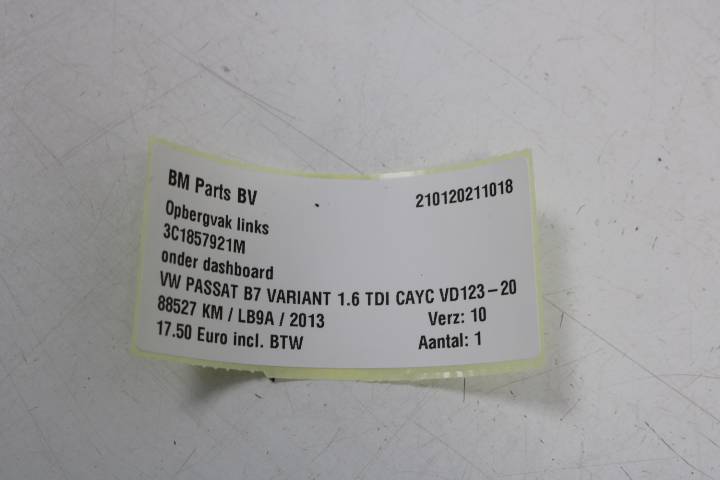 BM Parts BV 210120211018
Opbergvak links
3C1857921M
onder dashboard
VW PASSAT B7 VARIANT 1.6 TDI CAYC VD123-20
88527 KM / LB9A / 2013 Verz: 10
17.50 Euro incl. BTW Aantal: 1